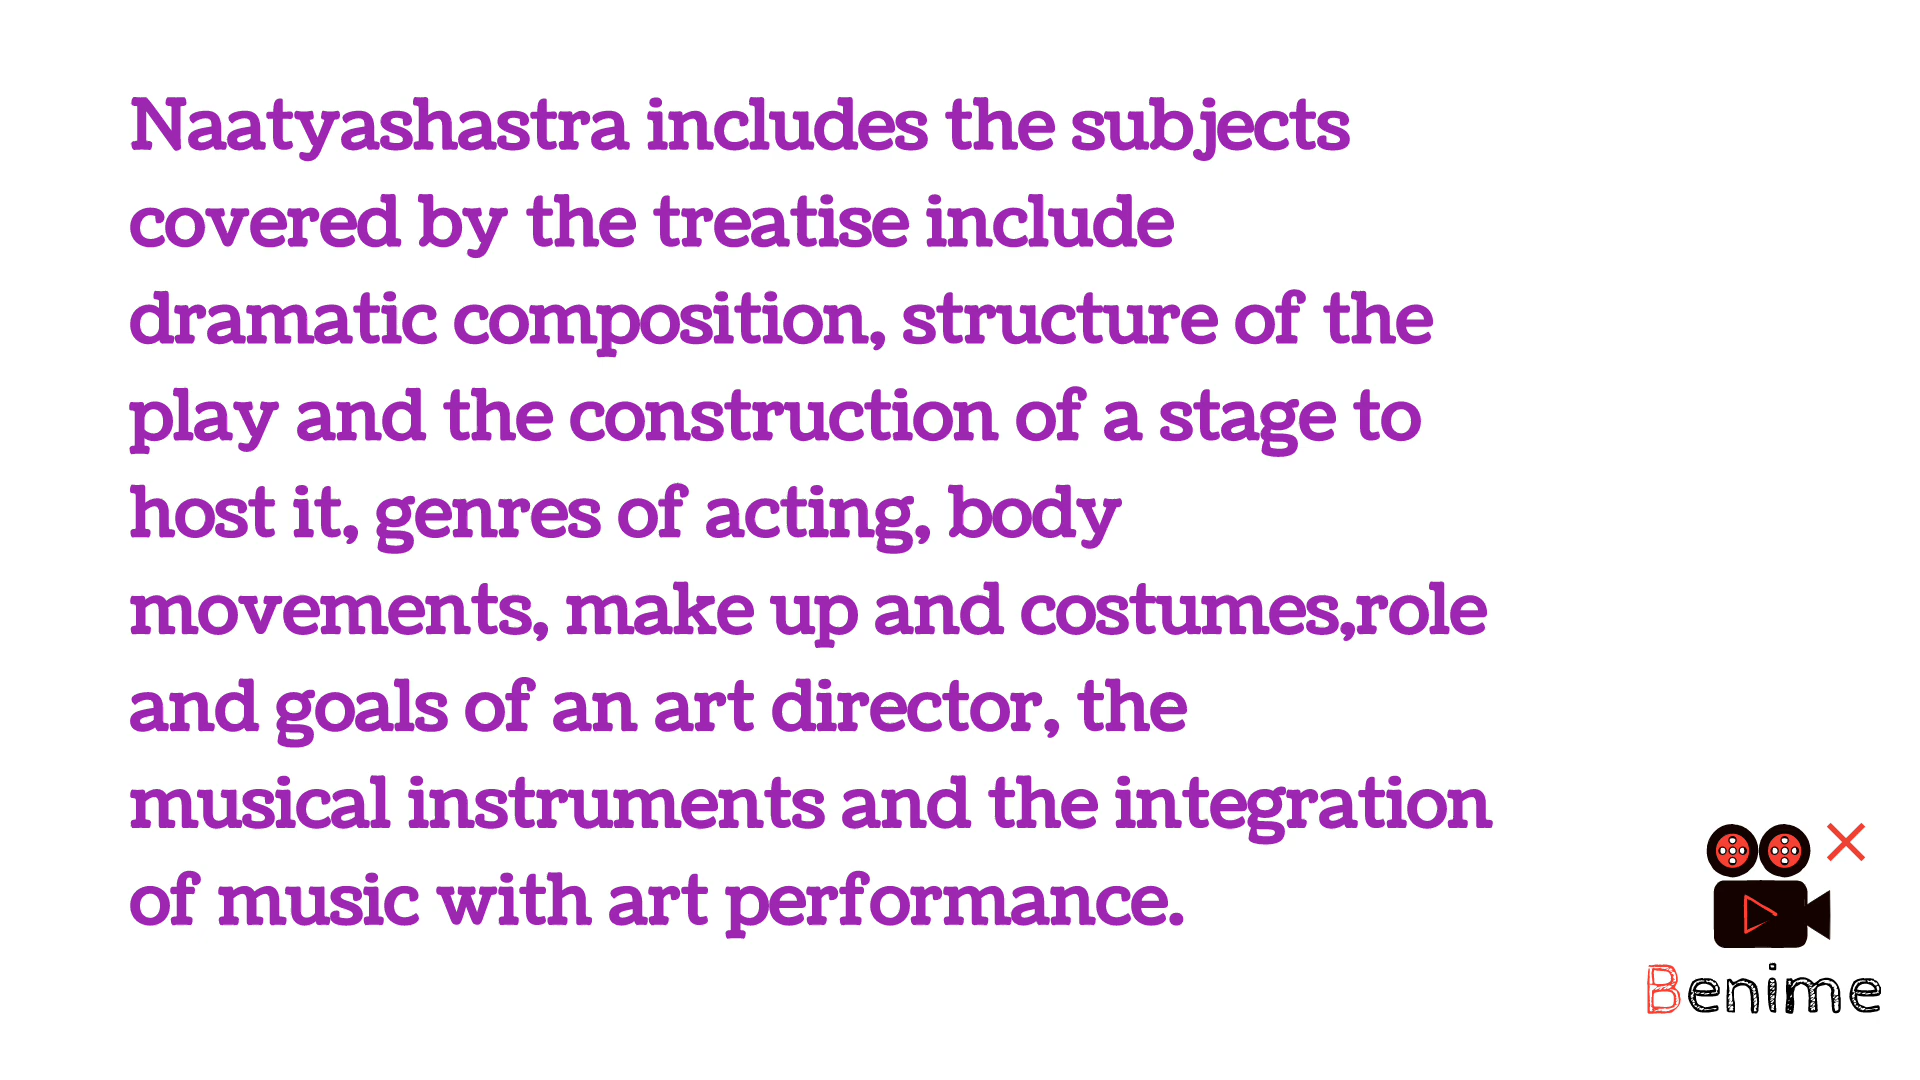 Naatyashastra includes the subjects
covered by the treatise include
dramatic composition, structure of the
play and the construction of a stage to
host it, genres of acting, body
movements, make up and costumes,role
and goals of an art director, the
musical instruments and the integration
of music with art performance.
Benime